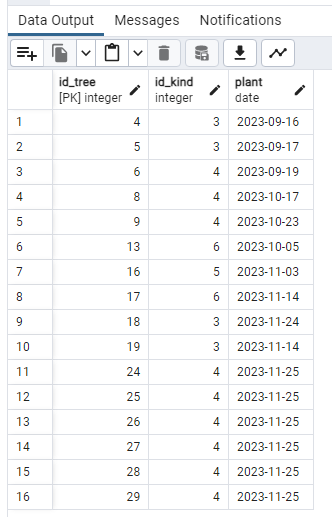 Data Output Messages Notifications
id_tree id_kind plant
[PK] integer integer date
1 4 3 2023-09-16
2 5 3 2023-09-17
3 6 4 2023-09-19
4 8 4 2023-10-17
5 9 4 2023-10-23
6 13 6 2023-10-05
7 16 5 2023-11-03
8 17 6 2023-11-14
9 18 3 2023-11-24
10 19 3 2023-11-14
11 24 4 2023-11-25
12 25 4 2023-11-25
13 26 4 2023-11-25
14 27 4 2023-11-25
15 28 4 2023-11-25
16 29 4 2023-11-25